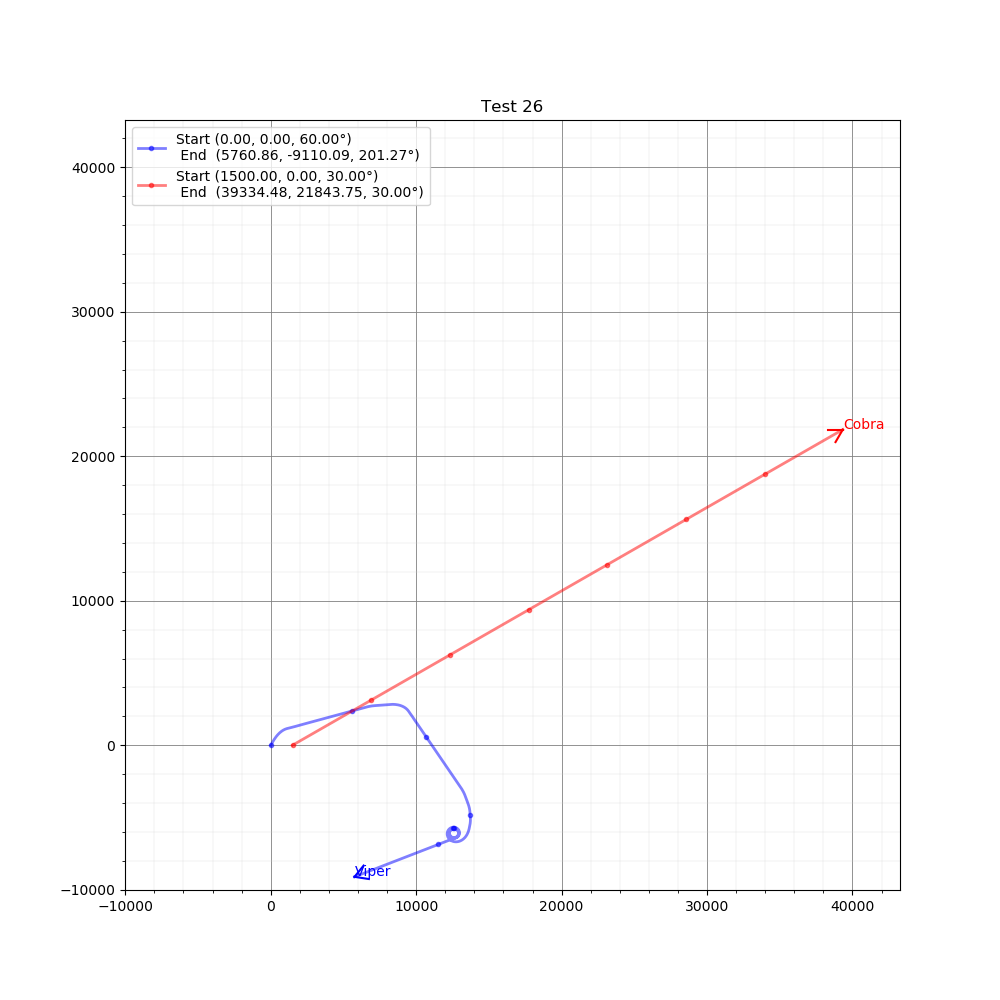 Test 26
Start (0.00, 0.00, 60.00°)
End (5760.86, -9110.09, 201.27°)
Start (1500.00, 0.00, 30.00°)
End (39334.48, 21843.75, 30.00°)
40000
30000
20000
10000
0
−10000
Cobra
Viper
−10000 0 10000 20000 30000 40000